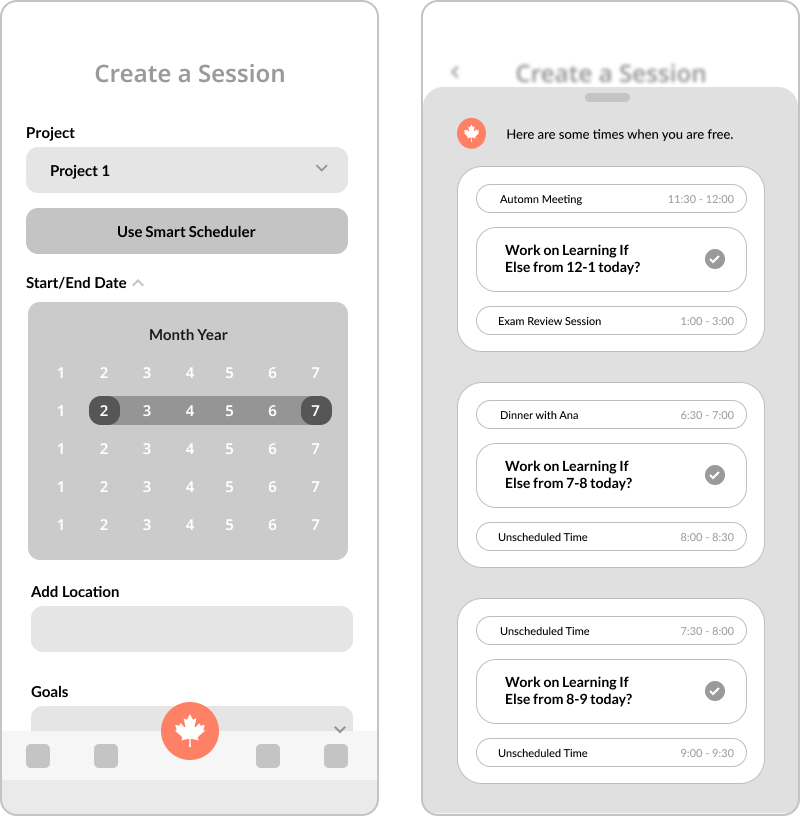 Create a Session
Project
Project 1
Use Smart Scheduler
Start/End Date
Month Year
1 2 3 4 5 6 7
1 2 3 4 5 6 7
1 2 3 4 5 6 7
1 2 3 4 5 6 7
1 2 3 4 5 6 7
Add Location
Goals
Create a Session
Here are some times when you are free.
Automn Meeting 11:30 - 12:00
Work on Learning If
Else from 12-1 today?
Exam Review Session 1:00 - 3:00
Dinner with Ana 6:30 - 7:00
Work on Learning If
Else from 7-8 today?
Unscheduled Time 8:00 - 8:30
Unscheduled Time 7:30 - 8:00
Work on Learning If
Else from 8-9 today?
Unscheduled Time 9:00 - 9:30